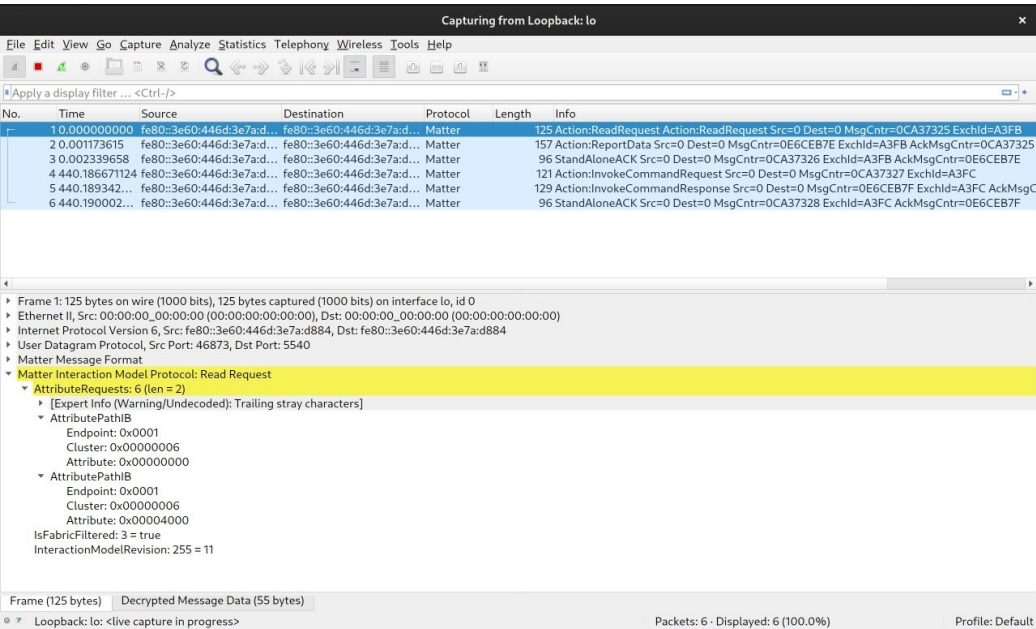 Capturing from Loopback: lo
File Edit View Go Capture Analyze Statistics Telephony Wireless Tools Help
Apply a display filter ... <Ctrl-/>
No. Time Source Destination Protocol Length Info
1 0.000000000 fe80::3e60:446d:3e7a:d... fe80::3e60:446d:3e7a:d... Matter 125 Action:ReadRequest Action:ReadRequest Src=0 Dest=0 MsgCntr=0CA37325 ExchId=A3FB
2 0.001173615 fe80::3e60:446d:3e7a:d... fe80::3e60:446d:3e7a:d... Matter 157 Action:ReportData Src=0 Dest=0 MsgCntr=0E6CEB7E ExchId=A3FB AckMsgCntr=0CA37325
3 0.002339658 fe80::3e60:446d:3e7a:d... fe80::3e60:446d:3e7a:d... Matter 96 StandAloneACK Src=0 Dest=0 MsgCntr=0CA37326 ExchId=A3FB AckMsgCntr=0E6CEB7E
4 440.186671124 fe80::3e60:446d:3e7a:d... fe80::3e60:446d:3e7a:d... Matter 121 Action:InvokeCommandRequest Src=0 Dest=0 MsgCntr=0CA37327 ExchId=A3FC
5 440.189342... fe80::3e60:446d:3e7a:d... fe80::3e60:446d:3e7a:d... Matter 129 Action:InvokeCommandResponse Src=0 Dest=0 MsgCntr=0E6CEB7F ExchId=A3FC AckMsgC
6 440.190002... fe80::3e60:446d:3e7a:d... fe80::3e60:446d:3e7a:d... Matter 96 StandAloneACK Src=0 Dest=0 MsgCntr=0CA37328 ExchId=A3FC AckMsgCntr=0E6CEB7F
Frame 1: 125 bytes on wire (1000 bits), 125 bytes captured (1000 bits) on interface lo, id 0
Ethernet II, Src: 00:00:00_00:00:00 (00:00:00:00:00:00), Dst: 00:00:00_00:00:00 (00:00:00:00:00:00)
Internet Protocol Version 6, Src: fe80::3e60:446d:3e7a:d884, Dst: fe80::3e60:446d:3e7a:d884
User Datagram Protocol, Src Port: 46873, Dst Port: 5540
Matter Message Format
Matter Interaction Model Protocol: Read Request
AttributeRequests: 6 (len = 2)
[Expert Info (Warning/Undecoded): Trailing stray characters]
AttributePathIB
Endpoint: 0x0001
Cluster: 0x00000006
Attribute: 0x00000000
AttributePathIB
Endpoint: 0x0001
Cluster: 0x00000006
Attribute: 0x00004000
IsFabricFiltered: 3 = true
InteractionModelRevision: 255 = 11
Frame (125 bytes) Decrypted Message Data (55 bytes)
Loopback: lo: <live capture in progress> Packets: 6 · Displayed: 6 (100.0%) Profile: Default